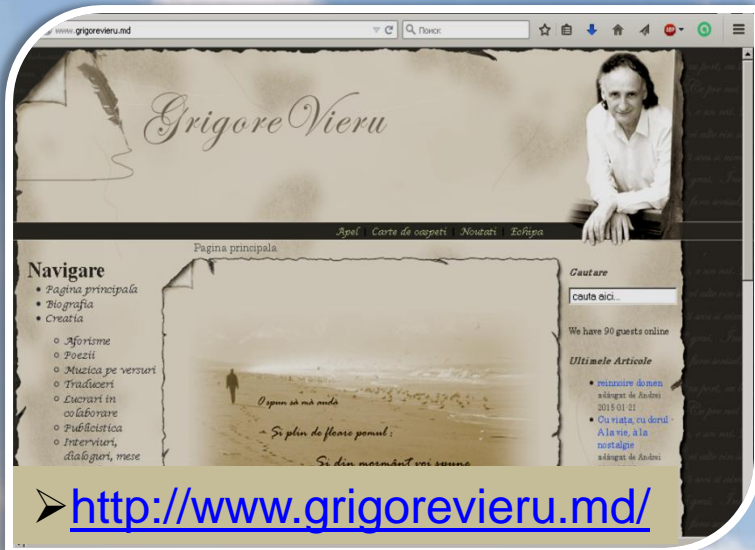 www.grigorevieru.md
Поиск
Grigore Vieru
Apel | Carte de oaspeti | Noutati | Echipa
Pagina principala
Navigare
Pagina principala
Biografia
Creatia
Aforisme
Poezii
Muzica pe versuri
Traduceri
Lucrari in
colaborare
Publicistica
Interviuri,
dialoguri, mese
O spun să mă audă
Şi plin de floare pomul :
Şi din mormânt voi spune
Cautare
cauta aici...
We have 90 guests online
Ultimele Articole
reinnoire domen
adăugat de Andrei
2015-01-21
Cu viața, cu dorul -
A la vie, à la
nostalgie
adăugat de Andrei
➢http://www.grigorevieru.md/